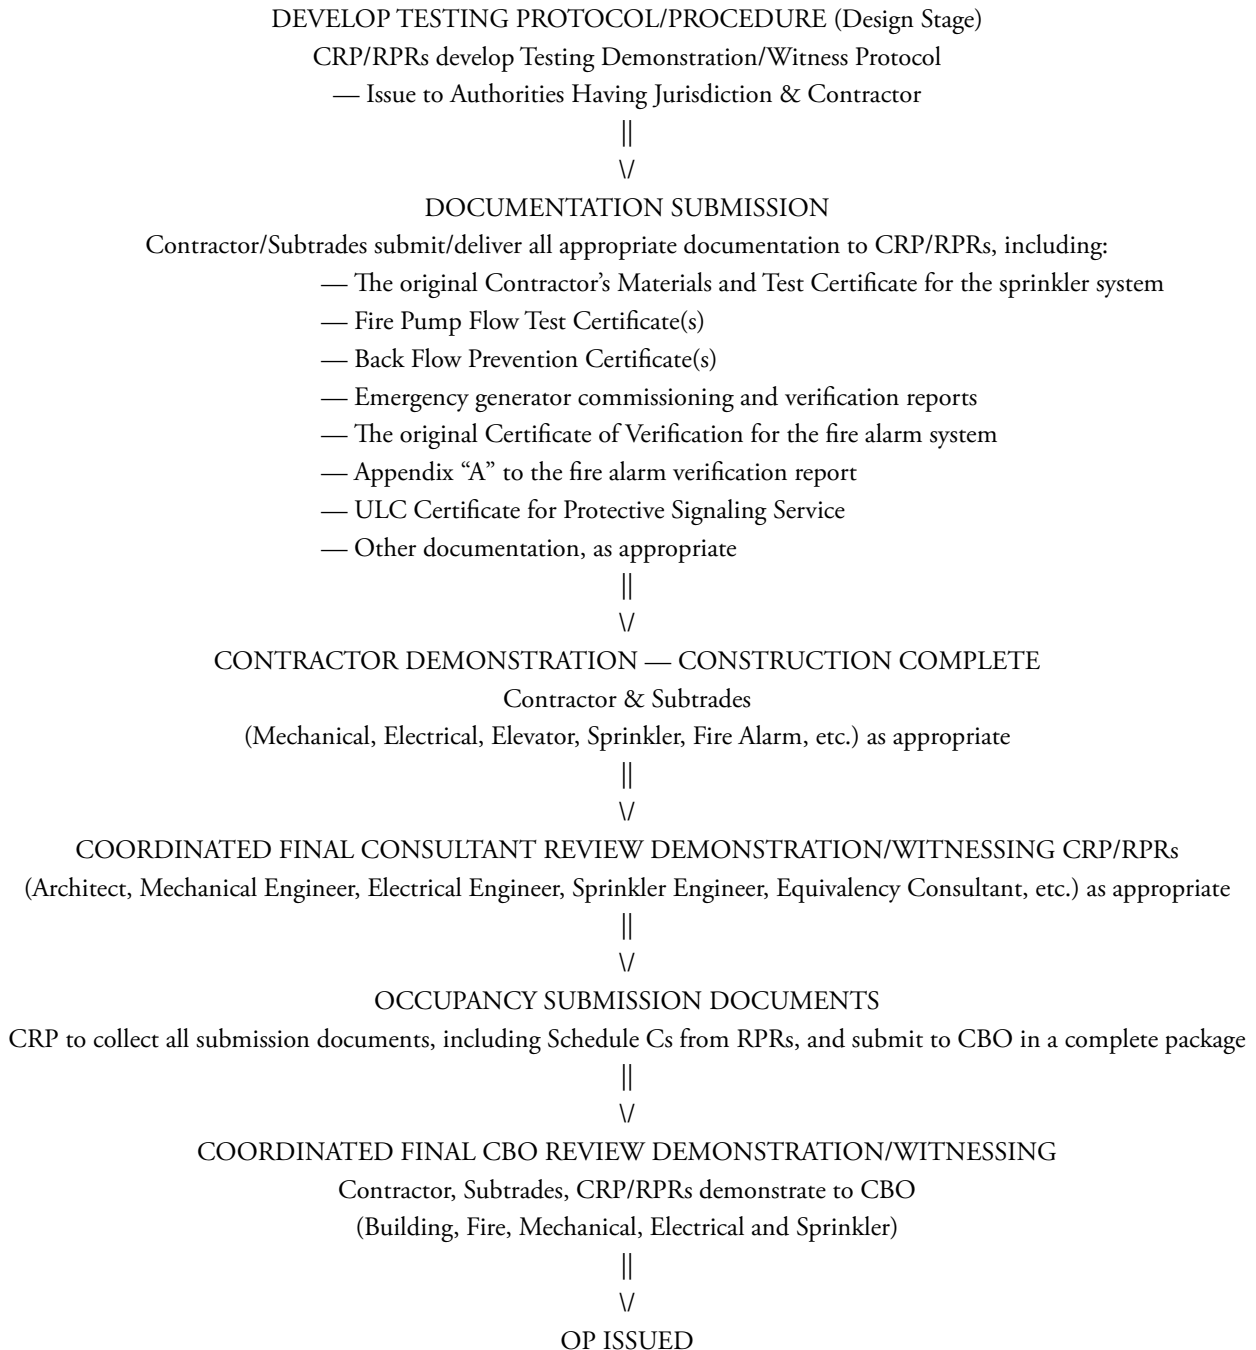 DEVELOP TESTING PROTOCOL/PROCEDURE (Design Stage)
CRP/RPRs develop Testing Demonstration/Witness Protocol
— Issue to Authorities Having Jurisdiction & Contractor
||
\/
DOCUMENTATION SUBMISSION
Contractor/Subtrades submit/deliver all appropriate documentation to CRP/RPRs, including:
— The original Contractor’s Materials and Test Certificate for the sprinkler system
— Fire Pump Flow Test Certificate(s)
— Back Flow Prevention Certificate(s)
— Emergency generator commissioning and verification reports
— The original Certificate of Verification for the fire alarm system
— Appendix “A” to the fire alarm verification report
— ULC Certificate for Protective Signaling Service
— Other documentation, as appropriate
||
\/
CONTRACTOR DEMONSTRATION — CONSTRUCTION COMPLETE
Contractor & Subtrades
(Mechanical, Electrical, Elevator, Sprinkler, Fire Alarm, etc.) as appropriate
||
\/
COORDINATED FINAL CONSULTANT REVIEW DEMONSTRATION/WITNESSING CRP/RPRs
(Architect, Mechanical Engineer, Electrical Engineer, Sprinkler Engineer, Equivalency Consultant, etc.) as appropriate
||
\/
OCCUPANCY SUBMISSION DOCUMENTS
CRP to collect all submission documents, including Schedule Cs from RPRs, and submit to CBO in a complete package
||
\/
COORDINATED FINAL CBO REVIEW DEMONSTRATION/WITNESSING
Contractor, Subtrades, CRP/RPRs demonstrate to CBO
(Building, Fire, Mechanical, Electrical and Sprinkler)
||
\/
OP ISSUED